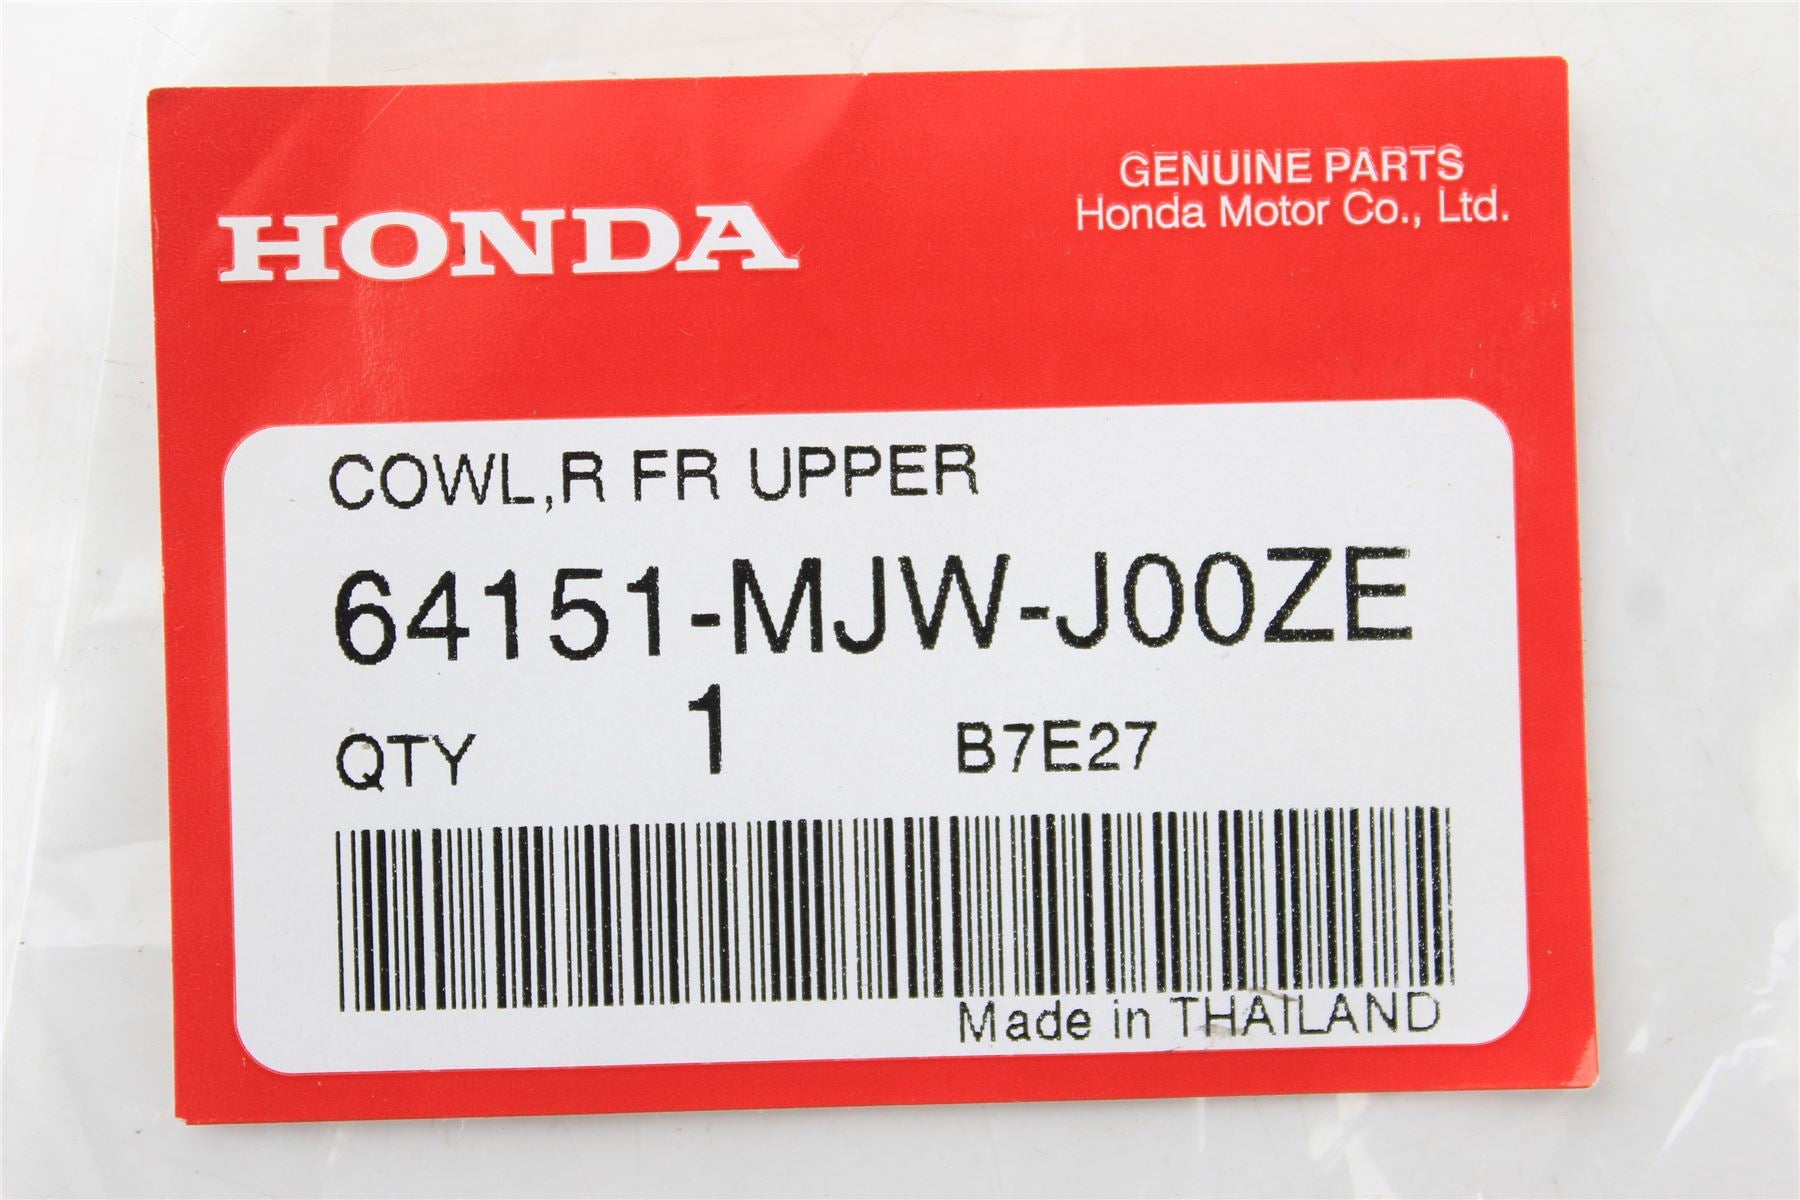 HONDA
GENUINE PARTS
Honda Motor Co., Ltd.
COWL,R FR UPPER
64151-MJW-J00ZE
QTY 1 B7E27
Made in THAILAND